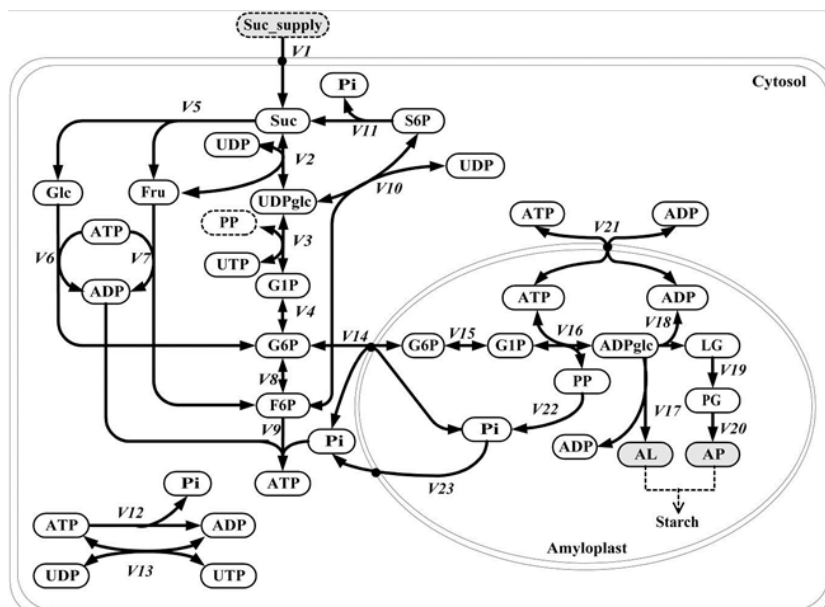 Suc_supply
V1
Cytosol
Pi
V5
Suc
V11
S6P
UDP
V2
V10
UDP
Glc
Fru
UDPglc
ATP
V21
ADP
PP
ATP
V3
V6
V7
UTP
ADP
G1P
ATP
ADP
V4
V16
V18
V14
V15
G6P
G6P
G1P
ADPglc
LG
V8
PP
V19
F6P
V22
PG
V9
Pi
Pi
V17
V20
ADP
AL
AP
ATP
V23
Pi
V12
ATP
ADP
Starch
V13
Amyloplast
UDP
UTP